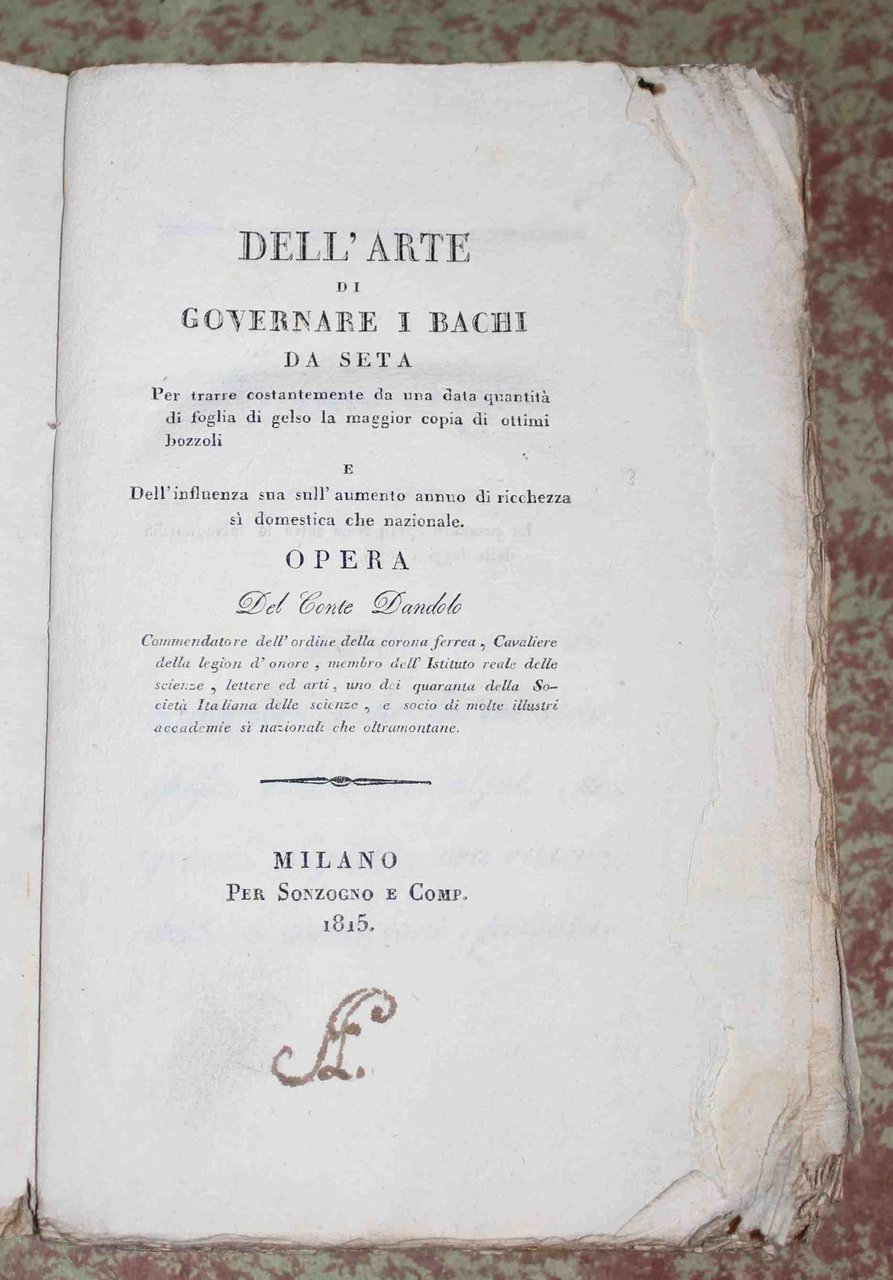 DELL' ARTE
DI
GOVERNARE I BACHI
DA SETA
Per trarre costantemente da una data quantità
di foglia di gelso la maggior copia di ottimi
bozzoli
E
Dell' influenza sua sull' aumento annuo di ricchezza
sì domestica che nazionale.
OPERA
Del Conte Dandolo
Commendatore dell' ordine della corona ferrea, Cavaliere
della legion d' onore, membro dell' Istituto reale delle
scienze, lettere ed arti, uno dei quaranta della So-
cietà Italiana delle scienze, e socio di molte illustri
accademie sì nazionali che oltramontane.
MILANO
PER SONZOGNO E COMP.
1815.